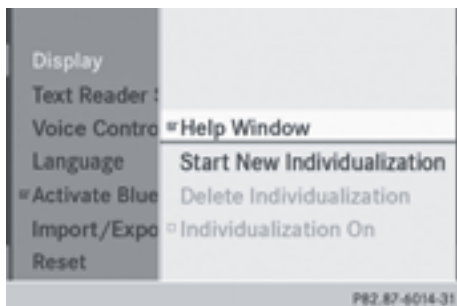 Display
Text Reader
Voice Contro
Language
Activate Blue
Import/Expo
Reset
Help Window
Start New Individualization
Delete Individualization
Individualization On
P82.87-6014-31